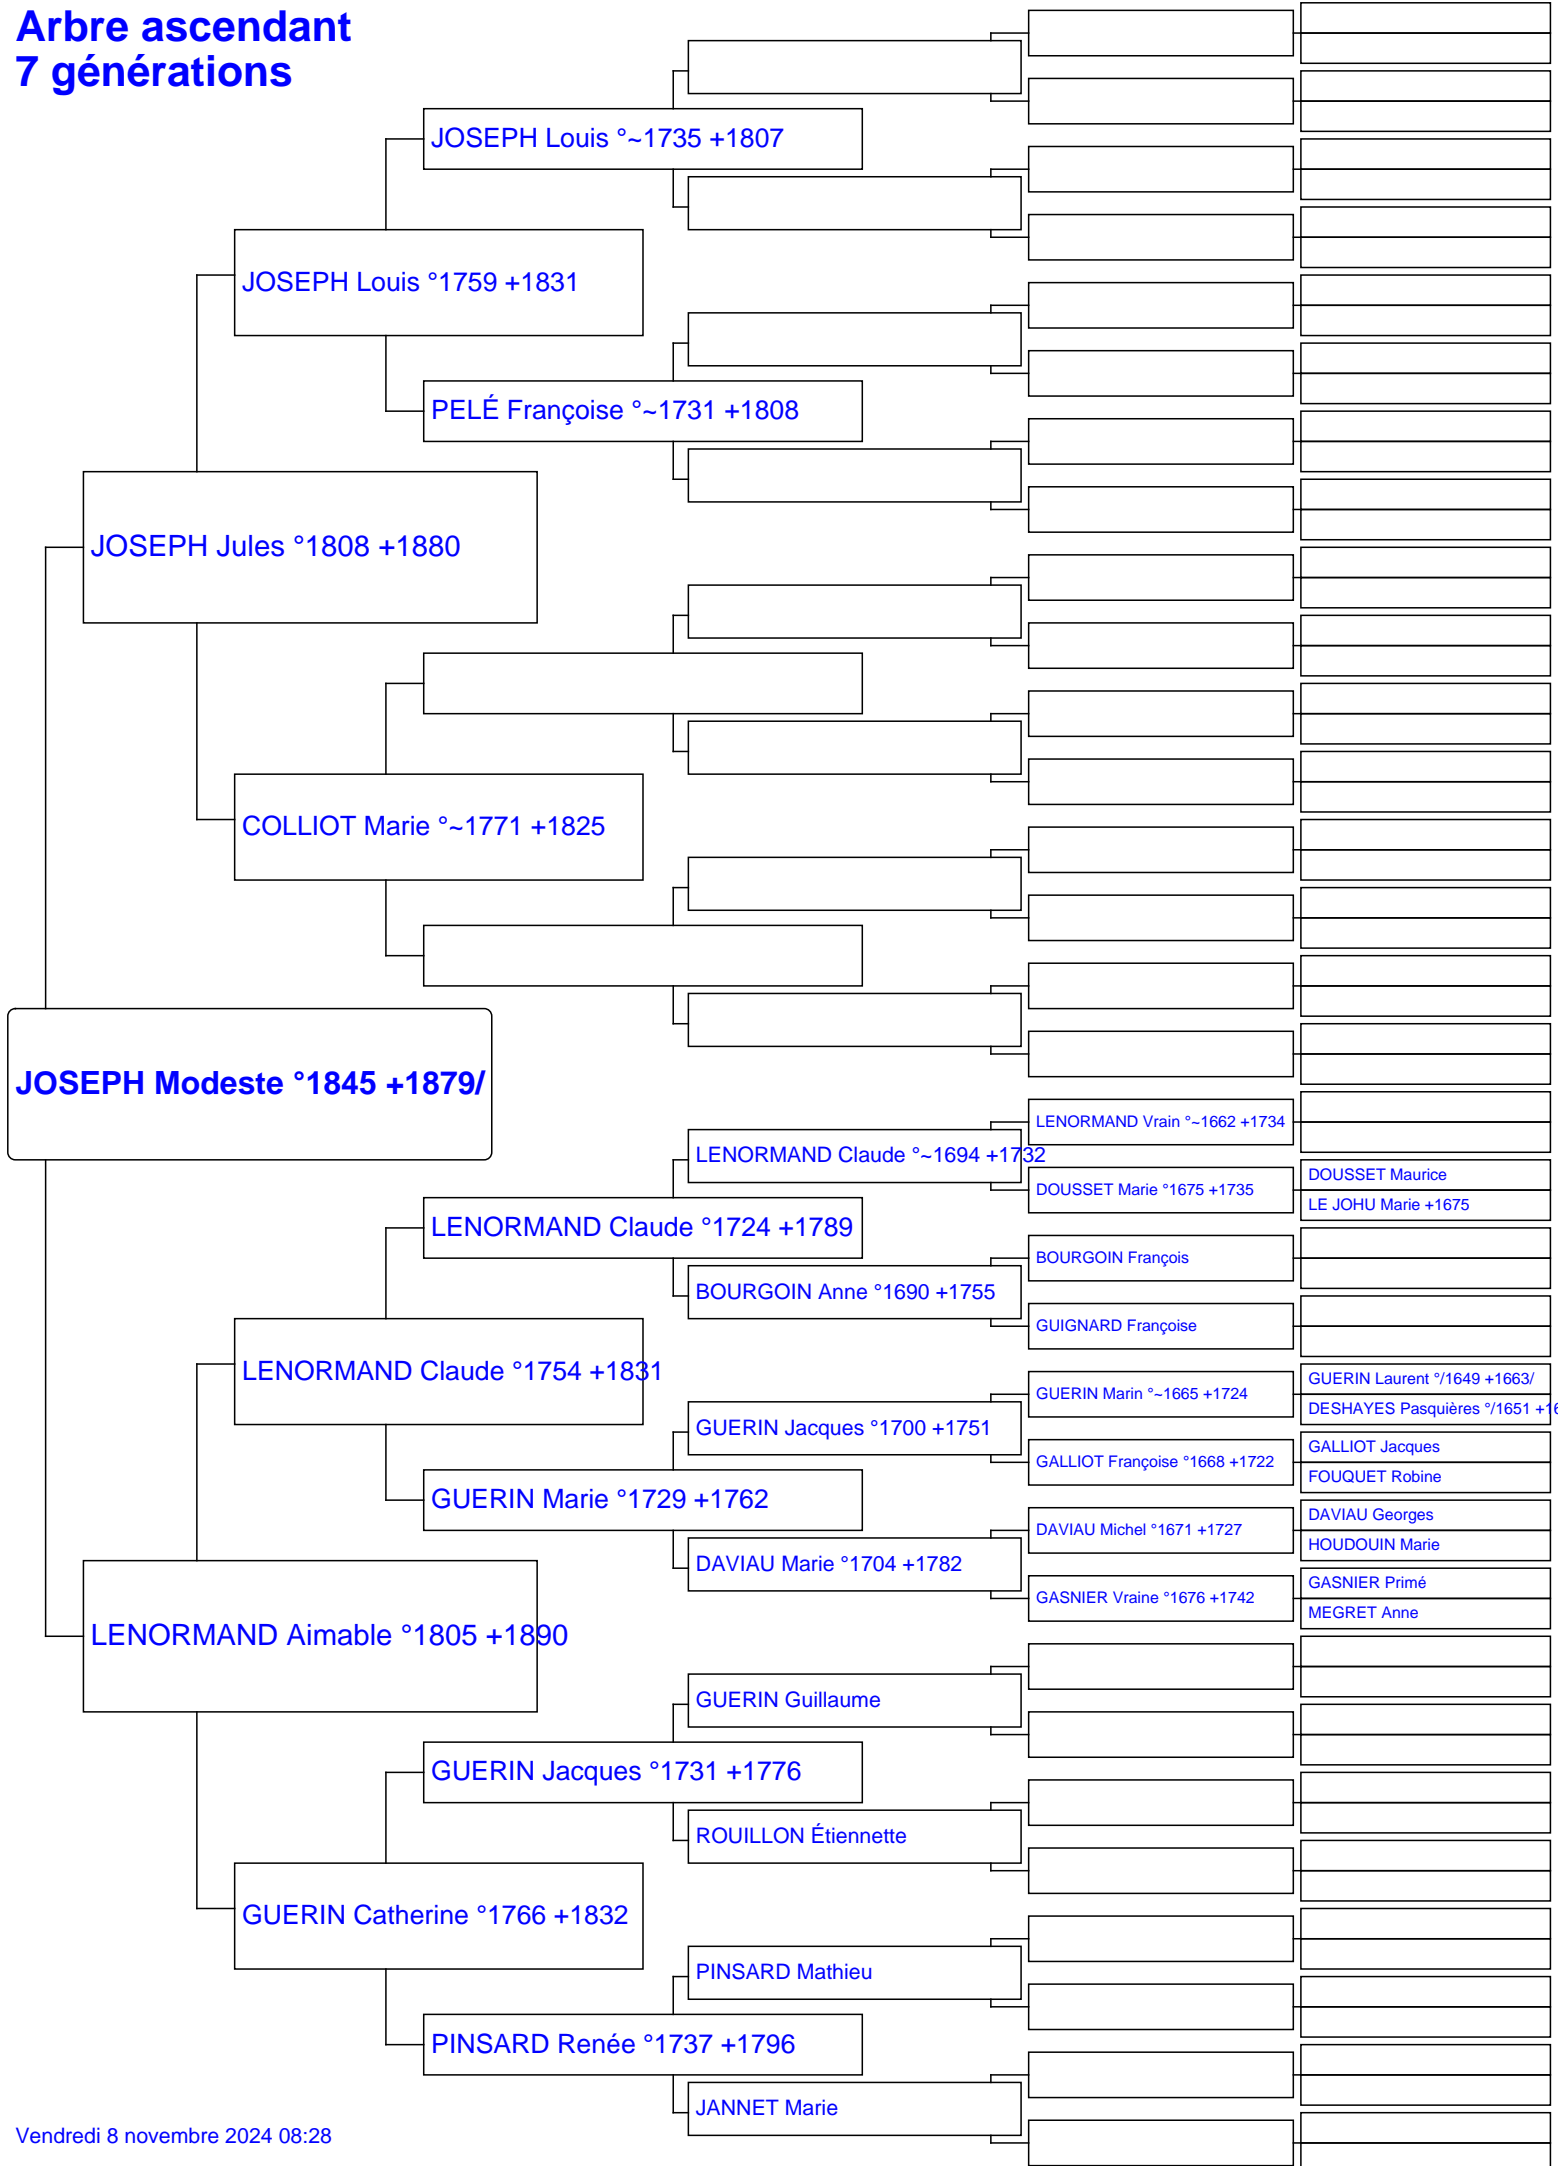 Arbre ascendant
7 générations
JOSEPH Louis °~1735 +1807
JOSEPH Louis °1759 +1831
PELÉ Françoise °~1731 +1808
JOSEPH Jules °1808 +1880
COLLIOT Marie °~1771 +1825
JOSEPH Modeste °1845 +1879/
LENORMAND Vrain °~1662 +1734
LENORMAND Claude °~1694 +1732
DOUSSET Maurice
DOUSSET Marie °1675 +1735
LE JOHU Marie +1675
LENORMAND Claude °1724 +1789
BOURGOIN François
BOURGOIN Anne °1690 +1755
GUIGNARD Françoise
LENORMAND Claude °1754 +1831
GUERIN Laurent °/1649 +1663/
GUERIN Marin °~1665 +1724
DESHAYES Pasquières °/1651 +16
GUERIN Jacques °1700 +1751
GALLIOT Jacques
GALLIOT Françoise °1668 +1722
FOUQUET Robine
GUERIN Marie °1729 +1762
DAVIAU Georges
DAVIAU Michel °1671 +1727
HOUDOUIN Marie
DAVIAU Marie °1704 +1782
GASNIER Primé
GASNIER Vraine °1676 +1742
MEGRET Anne
LENORMAND Aimable °1805 +1890
GUERIN Guillaume
GUERIN Jacques °1731 +1776
ROUILLON Étiennette
GUERIN Catherine °1766 +1832
PINSARD Mathieu
PINSARD Renée °1737 +1796
JANNET Marie
Vendredi 8 novembre 2024 08:28